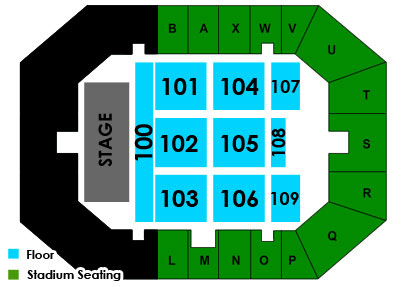 B A X W V
U
101 104 107
T
STAGE 100 102 105 108 S
103 106 109
R
Q
Floor
L M N O P
Stadium Seating